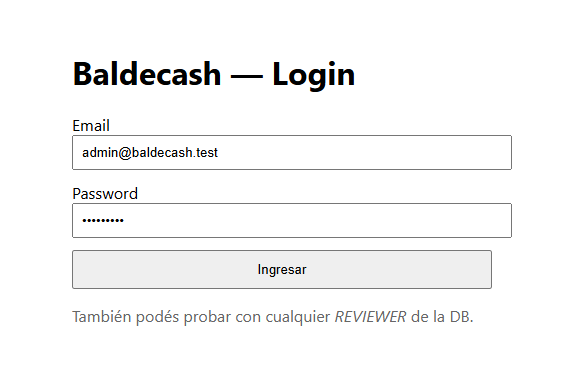 Baldecash — Login
Email
admin@baldecash.test
Password
•••••••••
Ingresar
También podés probar con cualquier REVIEWER de la DB.